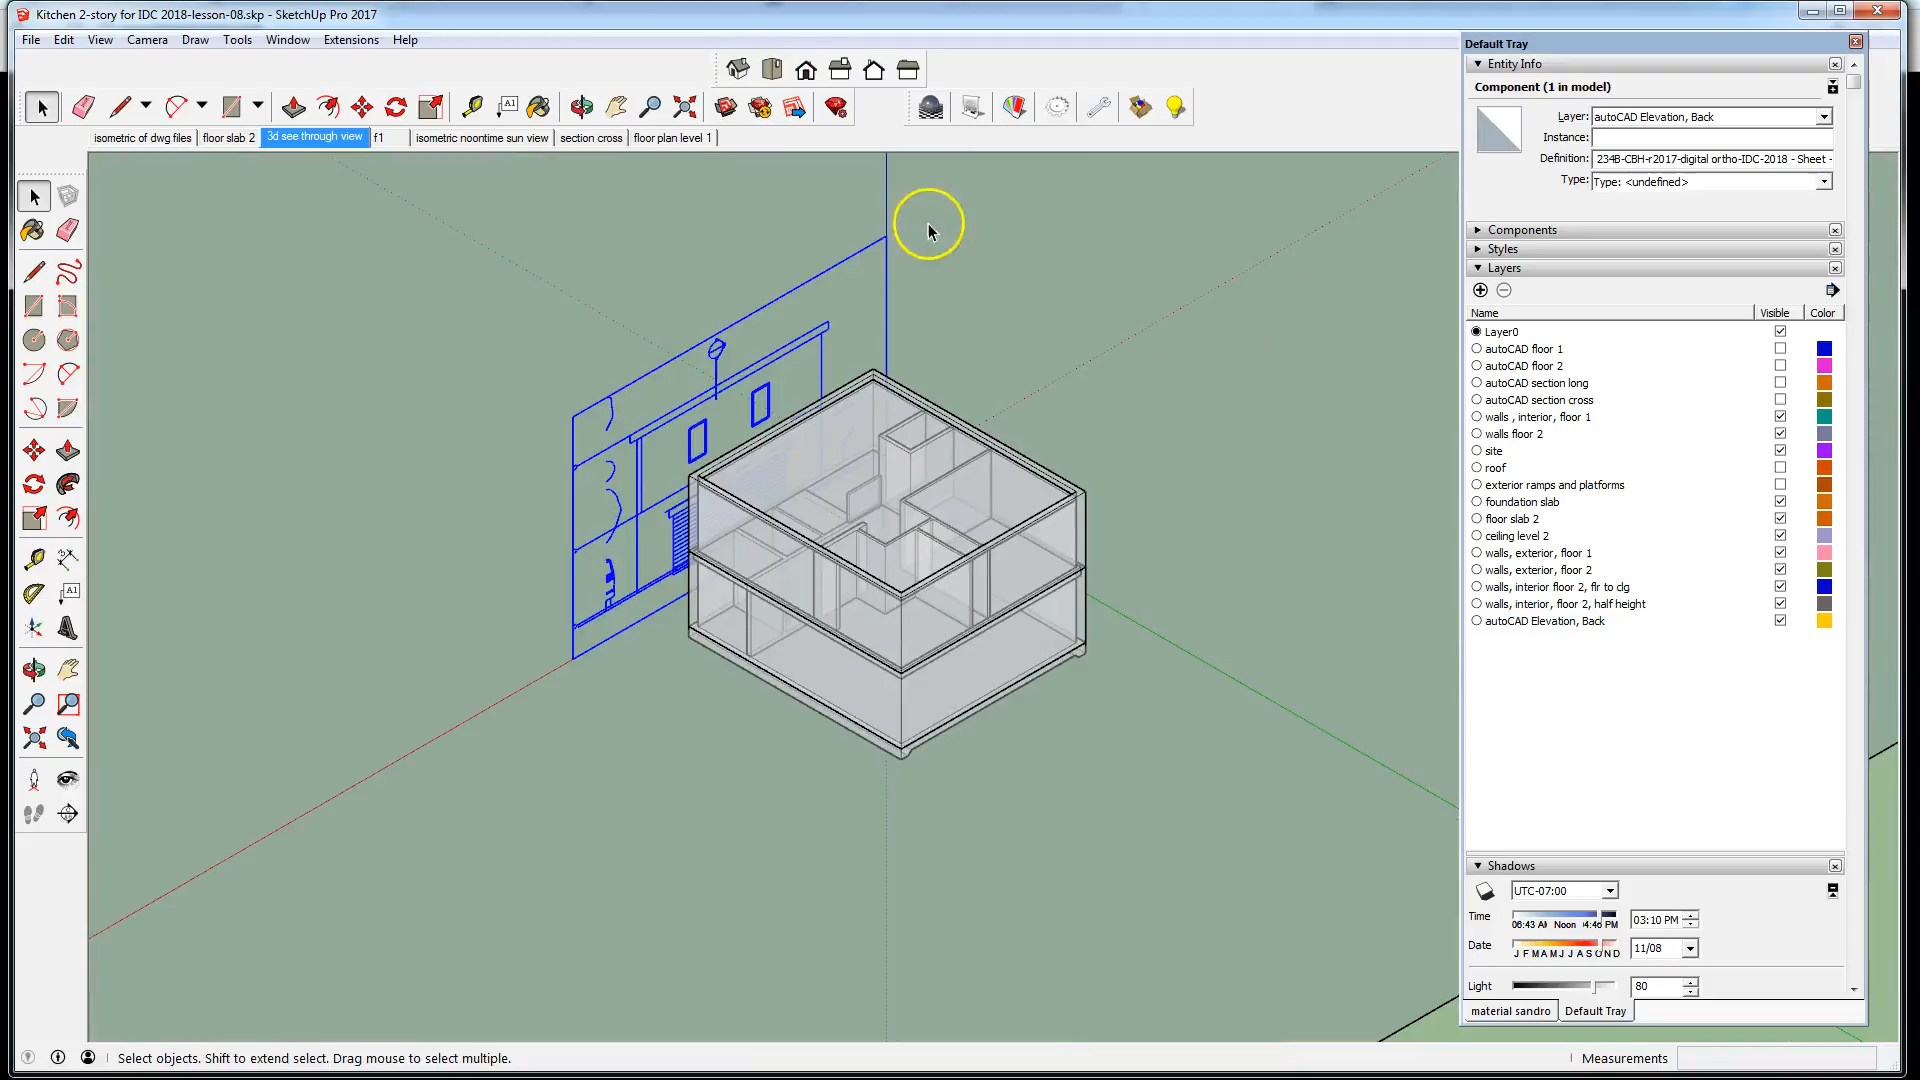 Kitchen 2-story for IDC 2018-lesson-08.skp - SketchUp Pro 2017
File Edit View Camera Draw Tools Window Extensions Help
A1
isometric of dwg files floor slab 2 3d see through view f1 isometric noontime sun view section cross floor plan level 1
A1
Default Tray
Entity Info
Component (1 in model)
Layer: autoCAD Elevation, Back
Instance:
Definition: 234B-CBH-r2017-digital ortho-IDC-2018 - Sheet -
Type: Type: <undefined>
Components
Styles
Layers
Name Visible Color
Layer0
autoCAD floor 1
autoCAD floor 2
autoCAD section long
autoCAD section cross
walls , interior, floor 1
walls floor 2
site
roof
exterior ramps and platforms
foundation slab
floor slab 2
ceiling level 2
walls, exterior, floor 1
walls, exterior, floor 2
walls, interior floor 2, flr to clg
walls, interior, floor 2, half height
autoCAD Elevation, Back
Shadows
UTC-07:00
Time 03:10 PM
Noon PM
Date 11/08
J F M A M J J A S O N D
Light 80
material sandro Default Tray
Select objects. Shift to extend select. Drag mouse to select multiple. Measurements